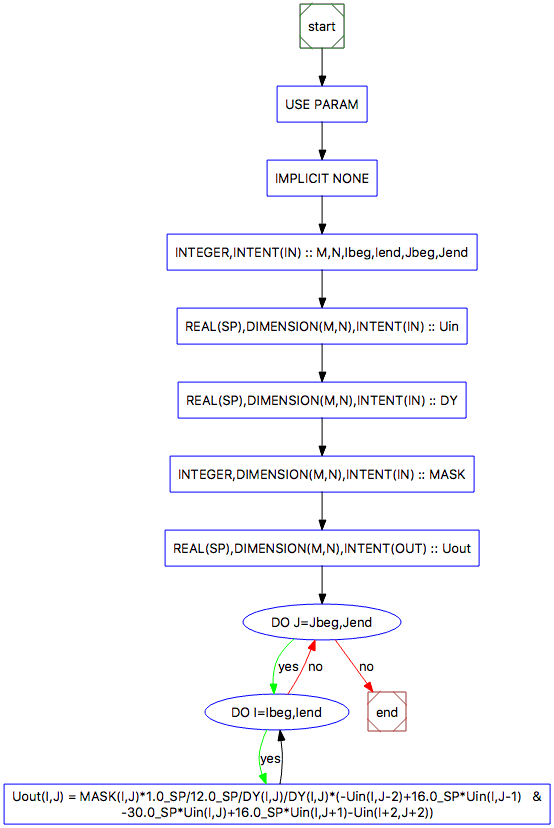 start
USE PARAM
IMPLICIT NONE
INTEGER,INTENT(IN) :: M,N,Ibeg,Iend,Jbeg,Jend
REAL(SP),DIMENSION(M,N),INTENT(IN) :: Uin
REAL(SP),DIMENSION(M,N),INTENT(IN) :: DY
INTEGER,DIMENSION(M,N),INTENT(IN) :: MASK
REAL(SP),DIMENSION(M,N),INTENT(OUT) :: Uout
DO J=Jbeg,Jend
yes no no
DO I=Ibeg,Iend
end
yes
Uout(I,J) = MASK(I,J)*1.0_SP/12.0_SP/DY(I,J)/DY(I,J)*(-Uin(I,J-2)+16.0_SP*Uin(I,J-1) &
-30.0_SP*Uin(I,J)+16.0_SP*Uin(I,J+1)-Uin(I+2,J+2))